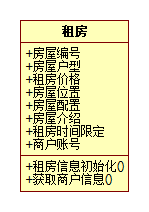 租房
+房屋编号
+房屋户型
+租房价格
+房屋位置
+房屋配置
+房屋介绍
+租房时间限定
+商户账号
+租房信息初始化()
+获取商户信息()